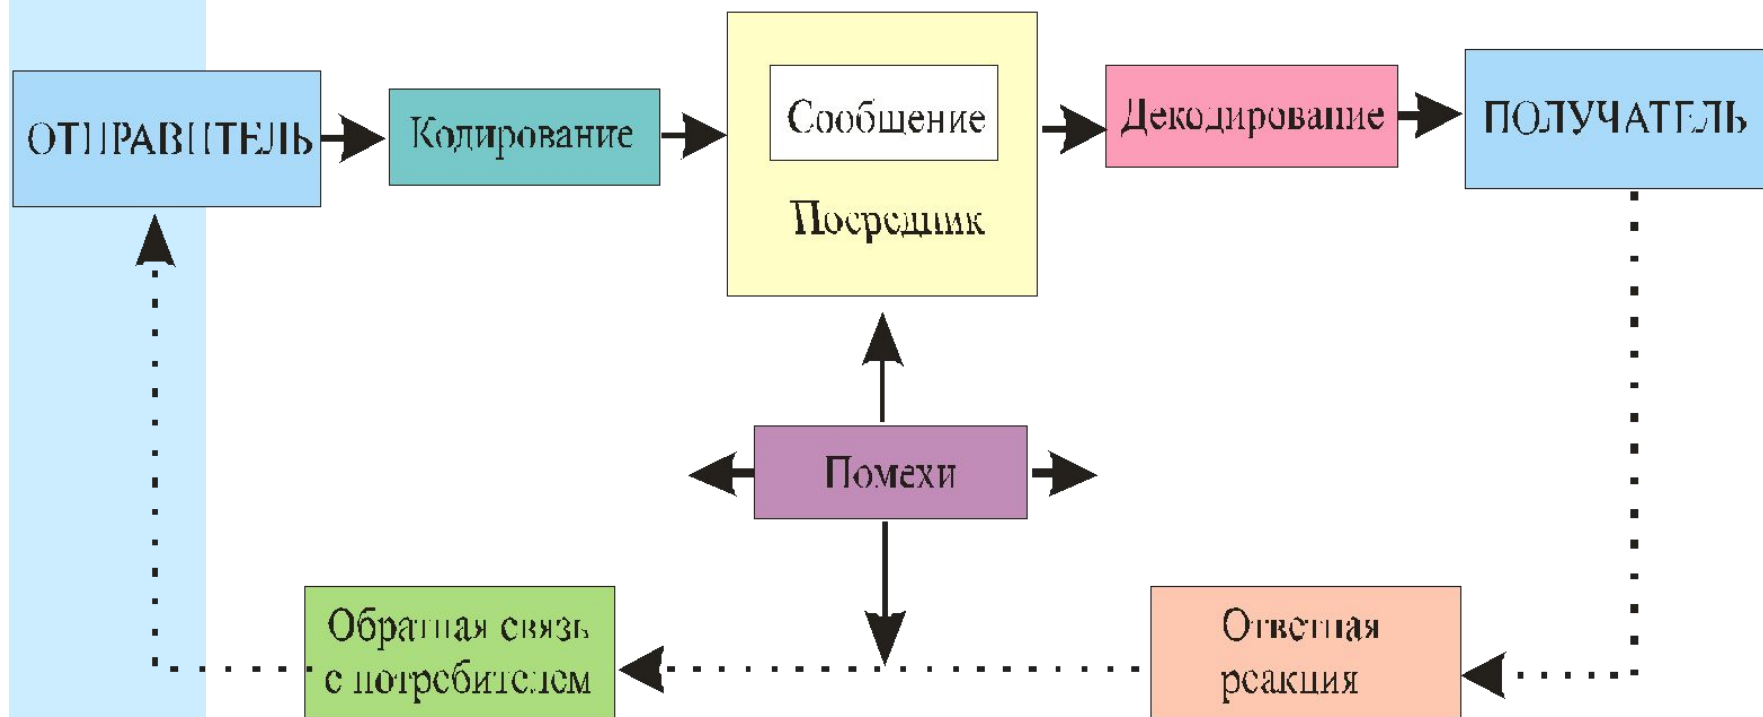 ОТПРАВИТЕЛЬ
Кодирование
Сообщение
Посредник
Декодирование
ПОЛУЧАТЕЛЬ
Помехи
Обратная связь
с потребителем
Ответная
реакция